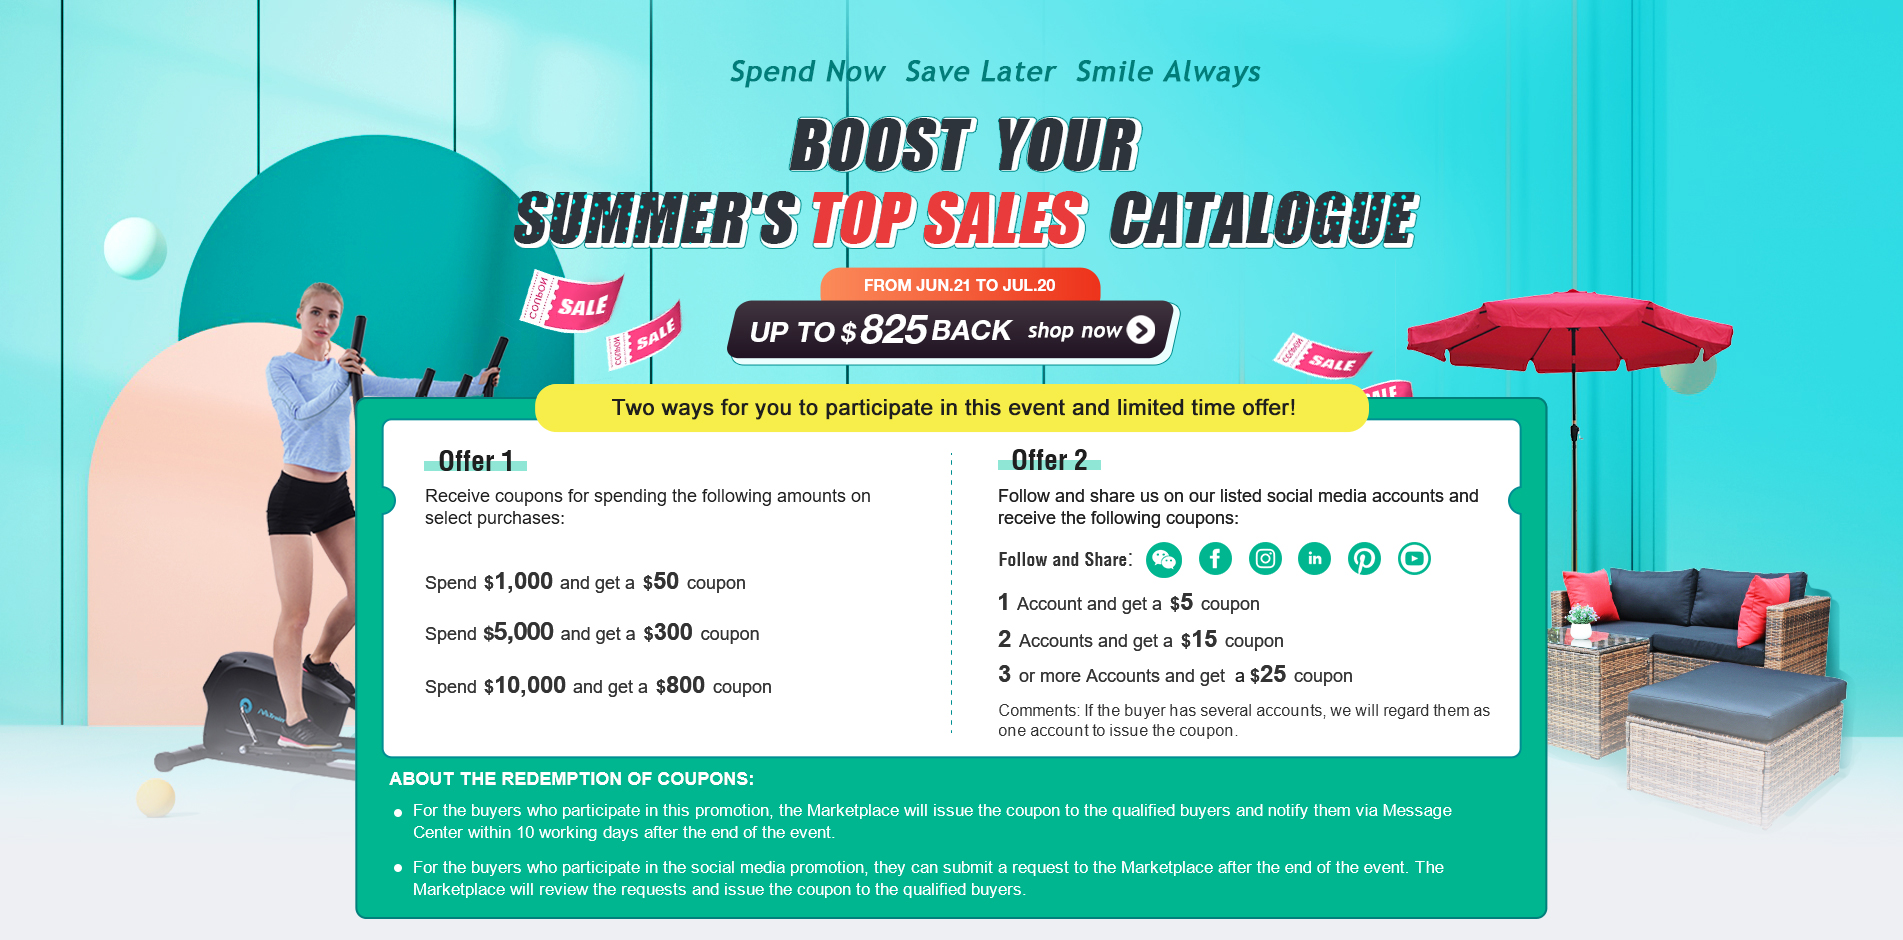 Spend Now Save Later Smile Always
BOOST YOUR
SUMMER'S TOP SALES CATALOGUE
COUPON SALE
COUPON SALE
FROM JUN.21 TO JUL.20
UP TO $825 BACK shop now
COUPON SALE
Two ways for you to participate in this event and limited time offer!
Offer 1
Receive coupons for spending the following amounts on
select purchases:
Spend $1,000 and get a $50 coupon
Spend $5,000 and get a $300 coupon
Spend $10,000 and get a $800 coupon
Offer 2
Follow and share us on our listed social media accounts and
receive the following coupons:
Follow and Share:
in
1 Account and get a $5 coupon
2 Accounts and get a $15 coupon
3 or more Accounts and get a $25 coupon
Comments: If the buyer has several accounts, we will regard them as
one account to issue the coupon.
ABOUT THE REDEMPTION OF COUPONS:
For the buyers who participate in this promotion, the Marketplace will issue the coupon to the qualified buyers and notify them via Message
Center within 10 working days after the end of the event.
For the buyers who participate in the social media promotion, they can submit a request to the Marketplace after the end of the event. The
Marketplace will review the requests and issue the coupon to the qualified buyers.